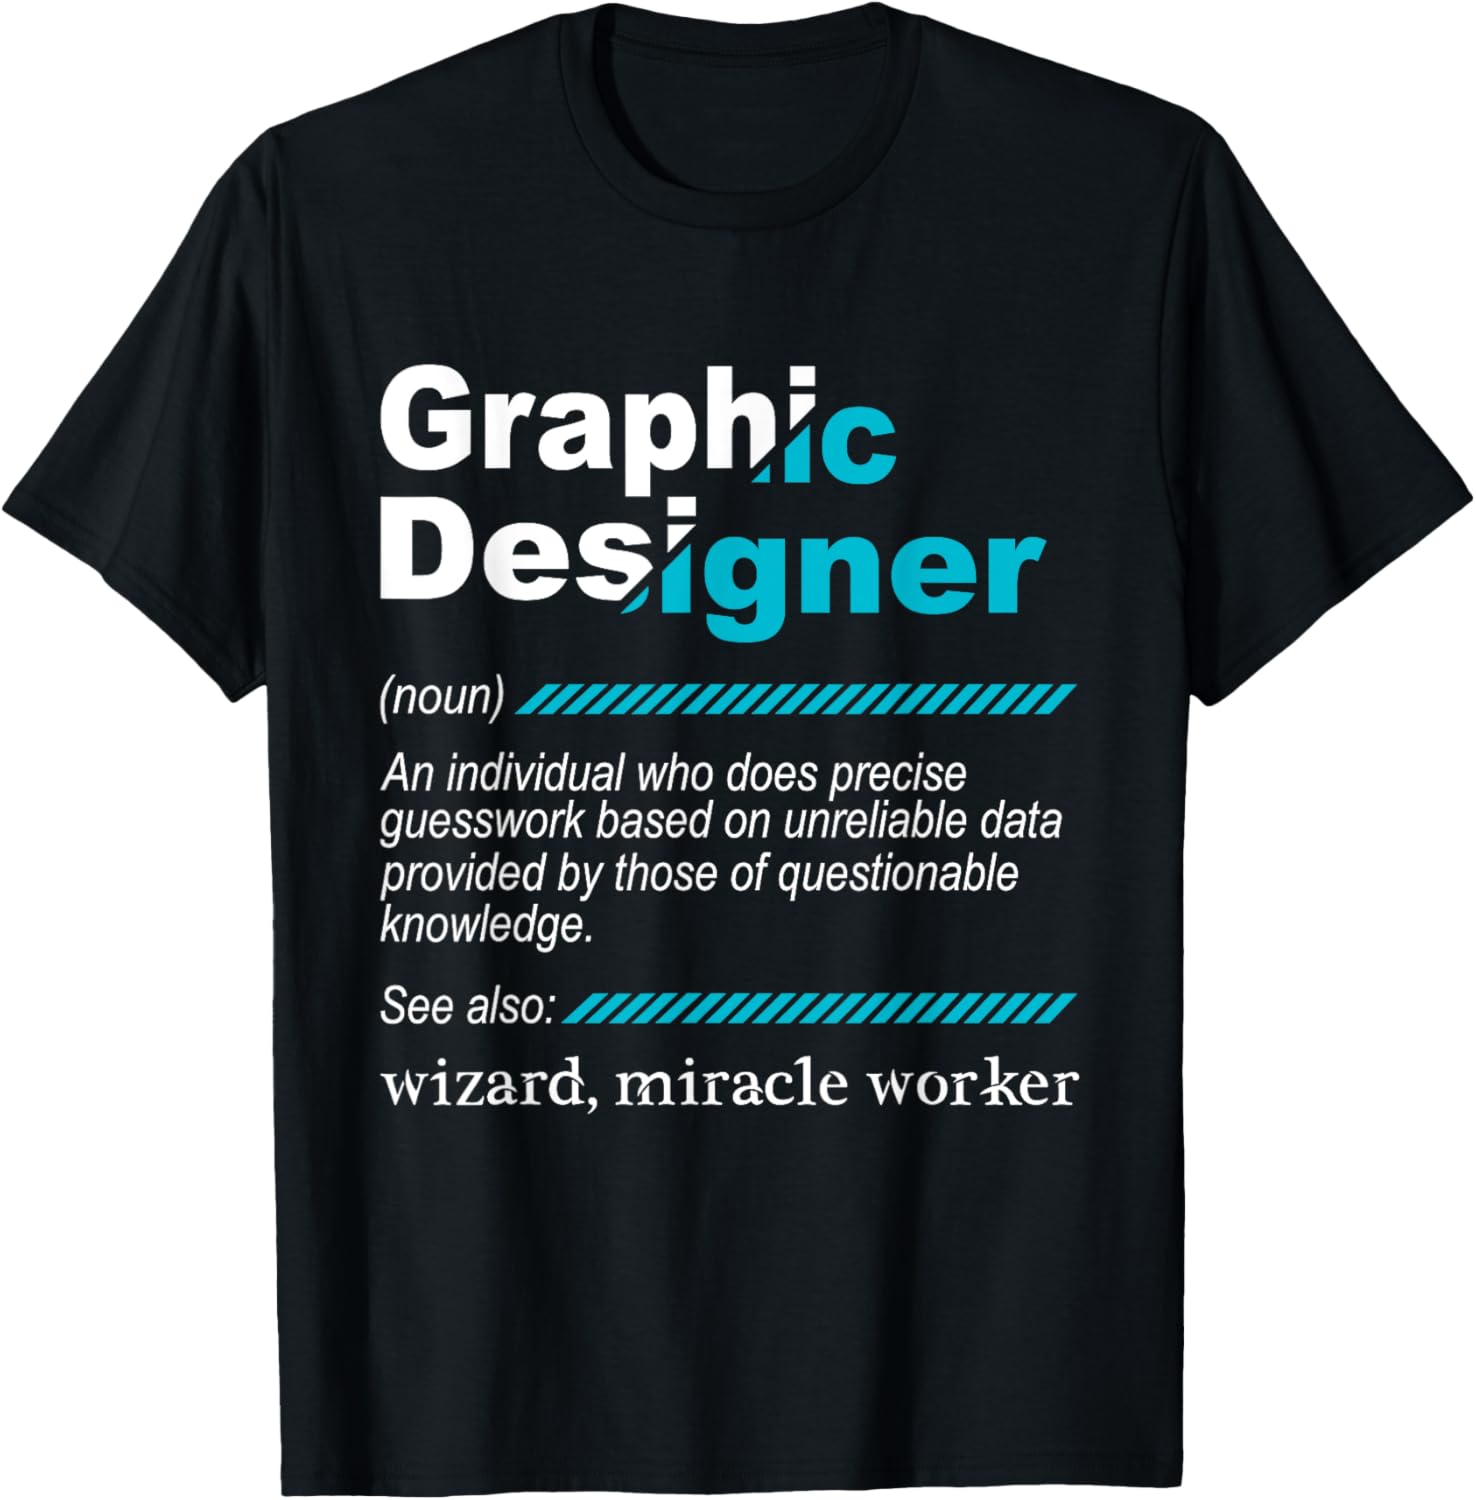 Graphic
Designer
(noun)
An individual who does precise
guesswork based on unreliable data
provided by those of questionable
knowledge.
See also:
wizard, miracle worker